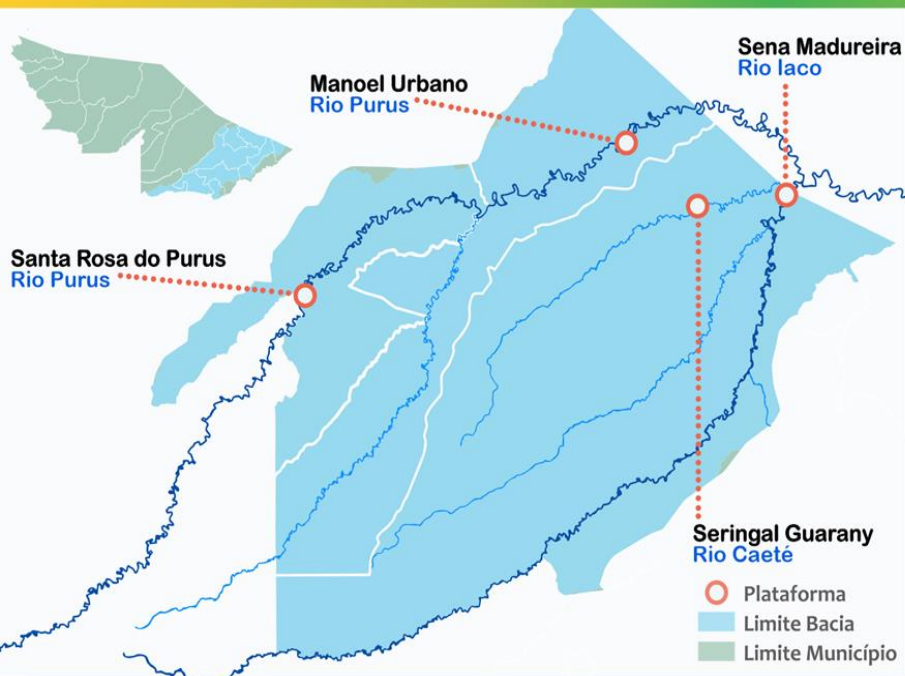 Sena Madureira
Rio Iaco
Manoel Urbano
Rio Purus
Santa Rosa do Purus
Rio Purus
Seringal Guarany
Rio Caeté
Plataforma
Limite Bacia
Limite Município